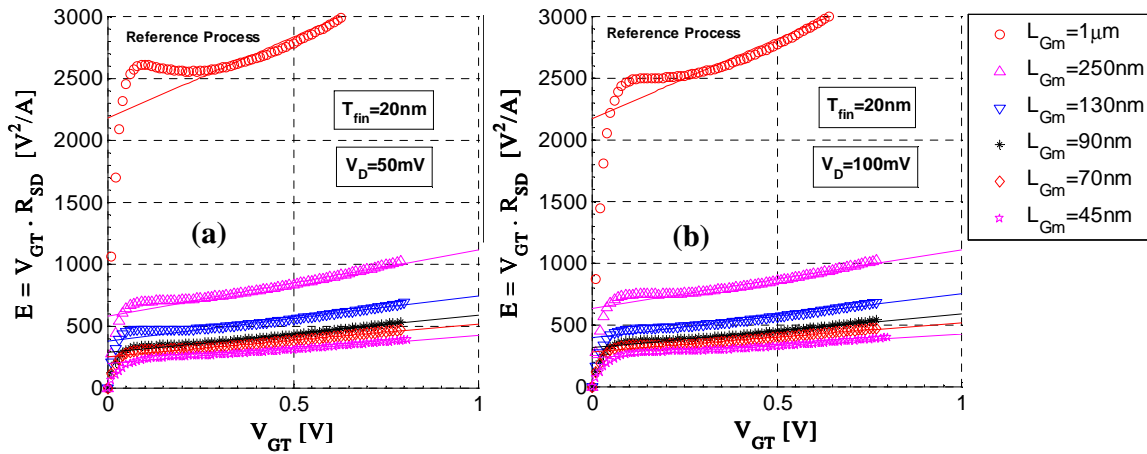 Reference Process
T_fin=20nm
V_D=50mV
(a)
3000
2500
2000
1500
1000
500
0
0
0.5
1
E = V_GT · R_SD [V²/A]
V_GT [V]
Reference Process
T_fin=20nm
V_D=100mV
(b)
3000
2500
2000
1500
1000
500
0
0
0.5
1
E = V_GT · R_SD [V²/A]
V_GT [V]
L_Gm=1μm
L_Gm=250nm
L_Gm=130nm
L_Gm=90nm
L_Gm=70nm
L_Gm=45nm